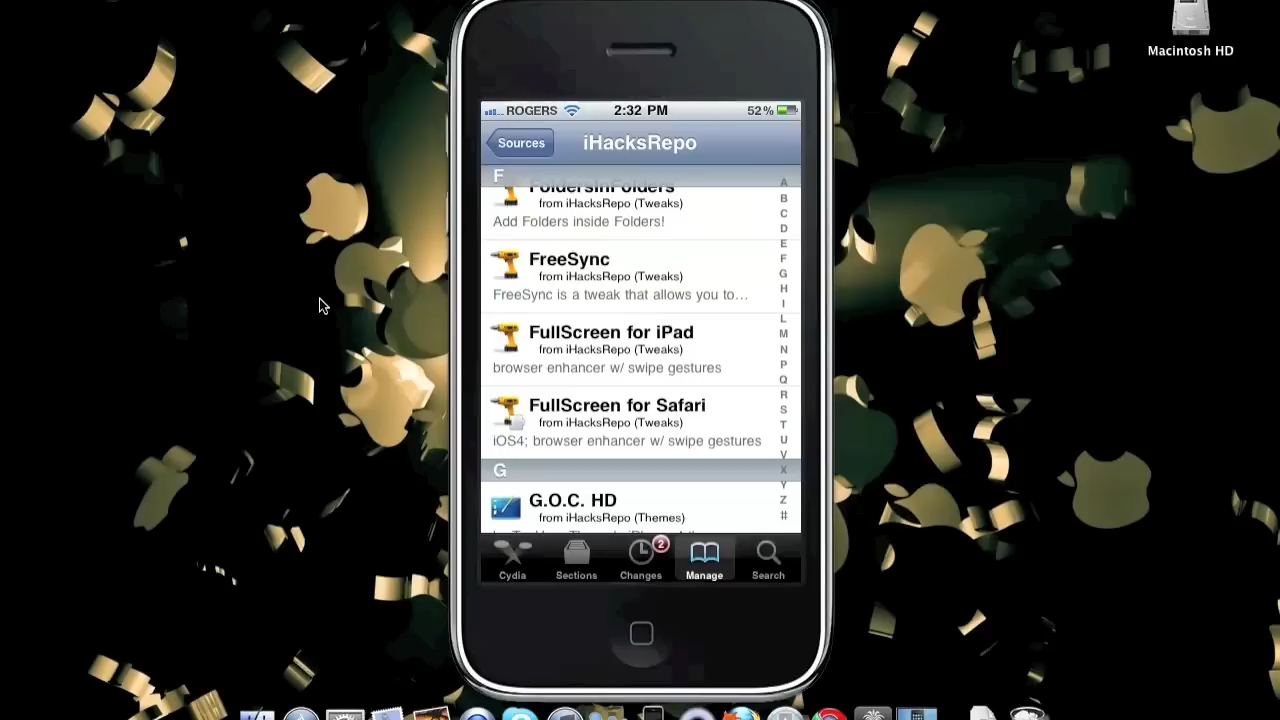 Macintosh HD
ROGERS 2:32 PM 52%
Sources iHacksRepo
F
FoldersInFolders
from iHacksRepo (Tweaks)
Add Folders inside Folders!
FreeSync
from iHacksRepo (Tweaks)
FreeSync is a tweak that allows you to…
FullScreen for iPad
from iHacksRepo (Tweaks)
browser enhancer w/ swipe gestures
FullScreen for Safari
from iHacksRepo (Tweaks)
iOS4; browser enhancer w/ swipe gestures
G
G.O.C. HD
from iHacksRepo (Themes)
A
B
C
D
E
F
G
H
I
L
M
N
P
Q
R
S
T
U
V
X
Y
Z
#
2
Cydia Sections Changes Manage Search